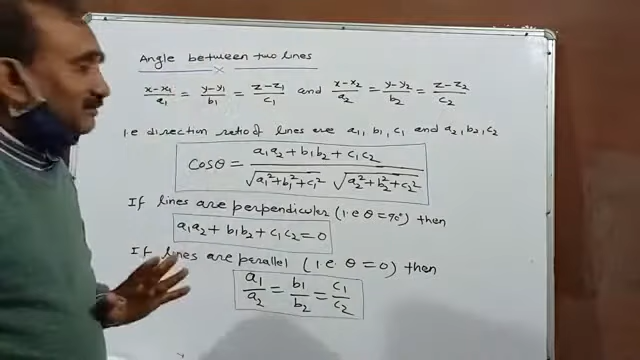 Angle between two lines
x-x1/a1 = y-y1/b1 = z-z1/c1 and x-x2/a2 = y-y2/b2 = z-z2/c2
i.e direction ratio of lines are a1, b1, c1 and a2, b2, c2
cosθ = a1a2 + b1b2 + c1c2 / √a1²+b1²+c1² √a2²+b2²+c2²
If lines are perpendicular (i.e θ=90°) then
a1a2 + b1b2 + c1c2 = 0
If lines are parallel (i.e θ=0) then
a1/a2 = b1/b2 = c1/c2